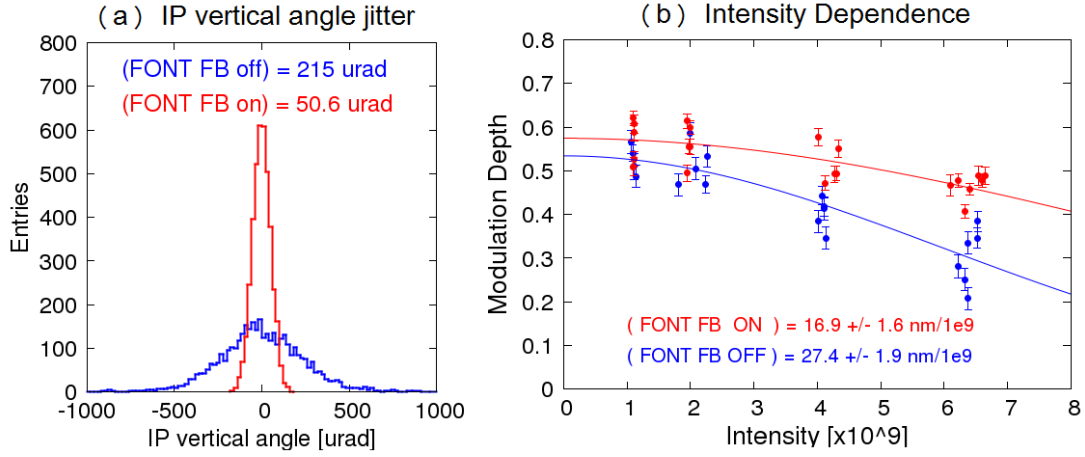 ( a ) IP vertical angle jitter
800
700
600
500
400
300
200
100
0
Entries
(FONT FB off) = 215 urad
(FONT FB on) = 50.6 urad
-1000 -500 0 500 1000
IP vertical angle [urad]
( b ) Intensity Dependence
0.8
0.7
0.6
0.5
0.4
0.3
0.2
0.1
0
Modulation Depth
( FONT FB ON ) = 16.9 +/- 1.6 nm/1e9
( FONT FB OFF ) = 27.4 +/- 1.9 nm/1e9
0 1 2 3 4 5 6 7 8
Intensity [x10^9]